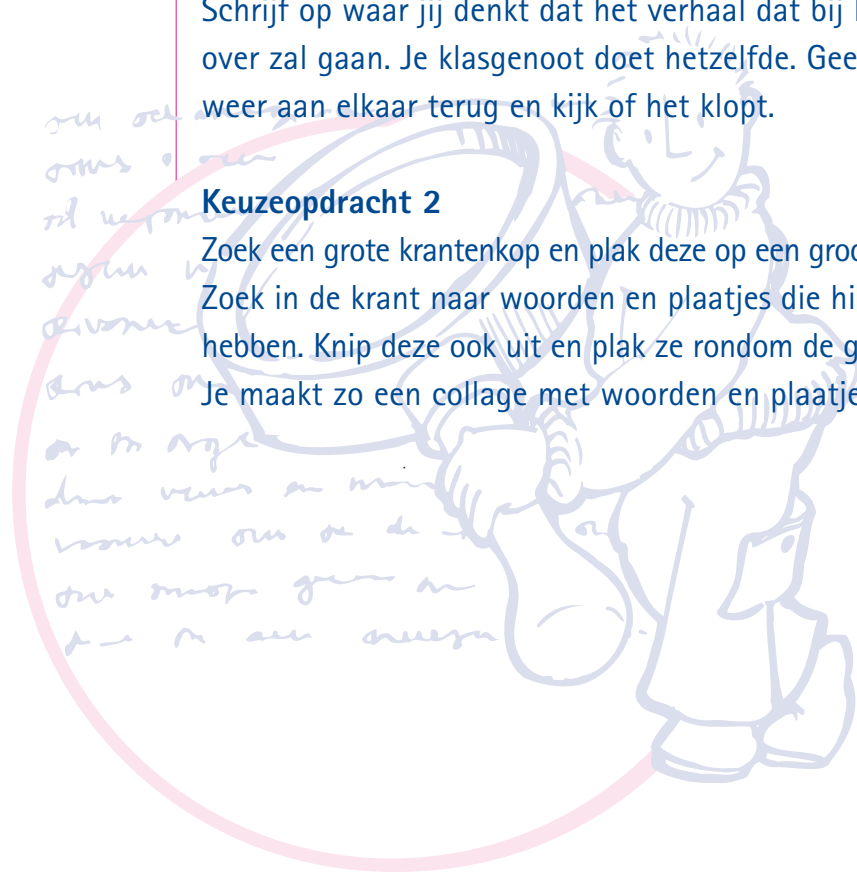 Schrijf op waar jij denkt dat het verhaal dat bij
over zal gaan. Je klasgenoot doet hetzelfde. Gee
weer aan elkaar terug en kijk of het klopt.
Keuzeopdracht 2
Zoek een grote krantenkop en plak deze op een groo
Zoek in de krant naar woorden en plaatjes die hi
hebben. Knip deze ook uit en plak ze rondom de g
Je maakt zo een collage met woorden en plaatje